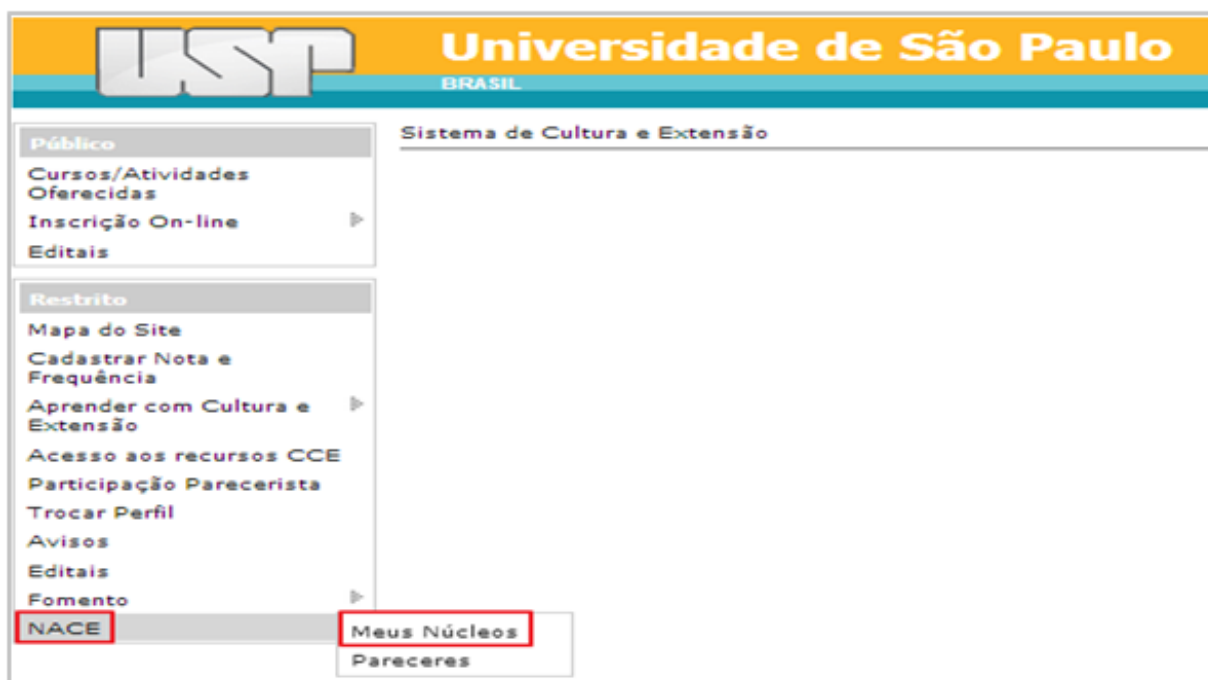 USP
Universidade de São Paulo
BRASIL
Público
Cursos/Atividades
Oferecidas
Inscrição On-line
Editais
Restrito
Mapa do Site
Cadastrar Nota e
Frequência
Aprender com Cultura e
Extensão
Acesso aos recursos CCE
Participação Parecerista
Trocar Perfil
Avisos
Editais
Fomento
NACE
Meus Núcleos
Pareceres
Sistema de Cultura e Extensão